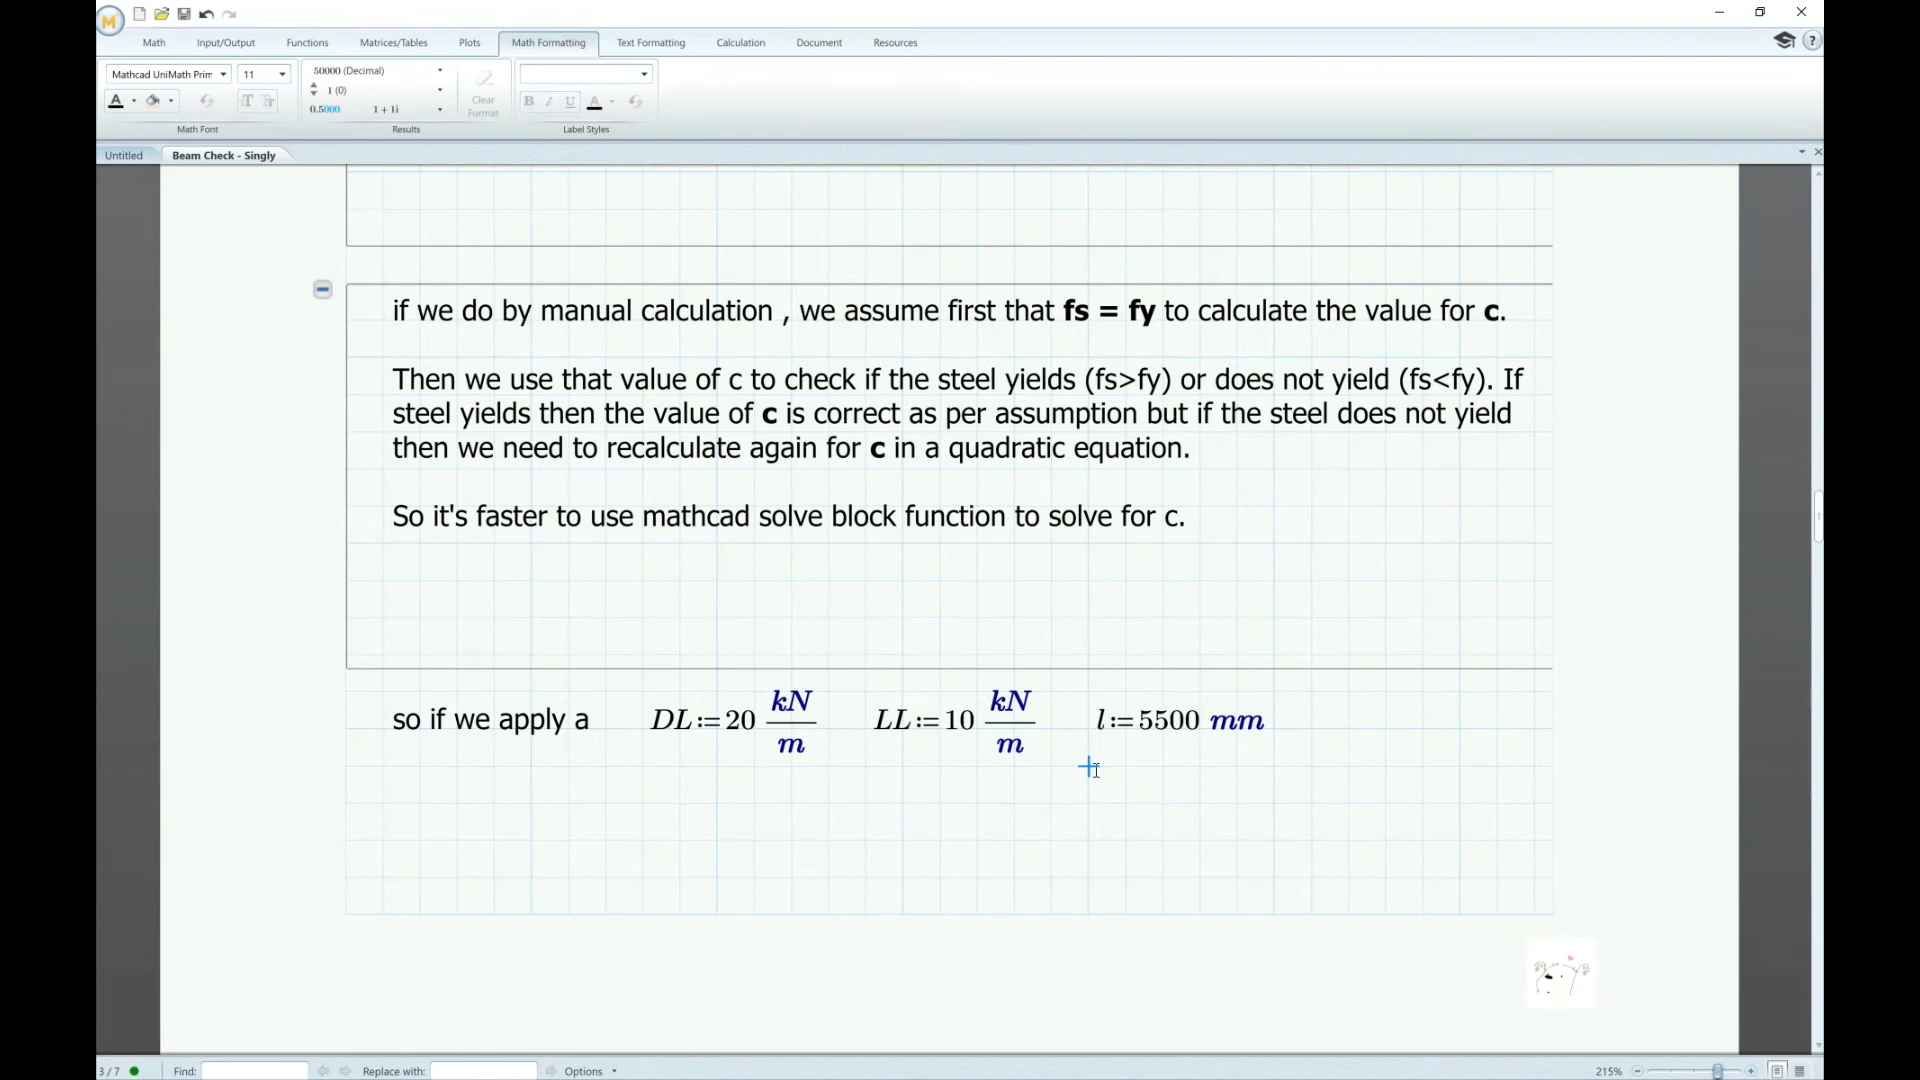 Math Input/Output Functions Matrices/Tables Plots Math Formatting Text Formatting Calculation Document Resources
Mathcad UniMath Prim 11
50000 (Decimal)
1 (0)
0.5000 1 + 1i
Clear
Format
B I U A
Math Font Results Label Styles
Untitled Beam Check - Singly
if we do by manual calculation , we assume first that fs = fy to calculate the value for c.
Then we use that value of c to check if the steel yields (fs>fy) or does not yield (fs<fy). If
steel yields then the value of c is correct as per assumption but if the steel does not yield
then we need to recalculate again for c in a quadratic equation.
So it's faster to use mathcad solve block function to solve for c.
so if we apply a DL:=20 kN/m LL:=10 kN/m l:=5500 mm
3 / 7 Find: Replace with: Options 215%